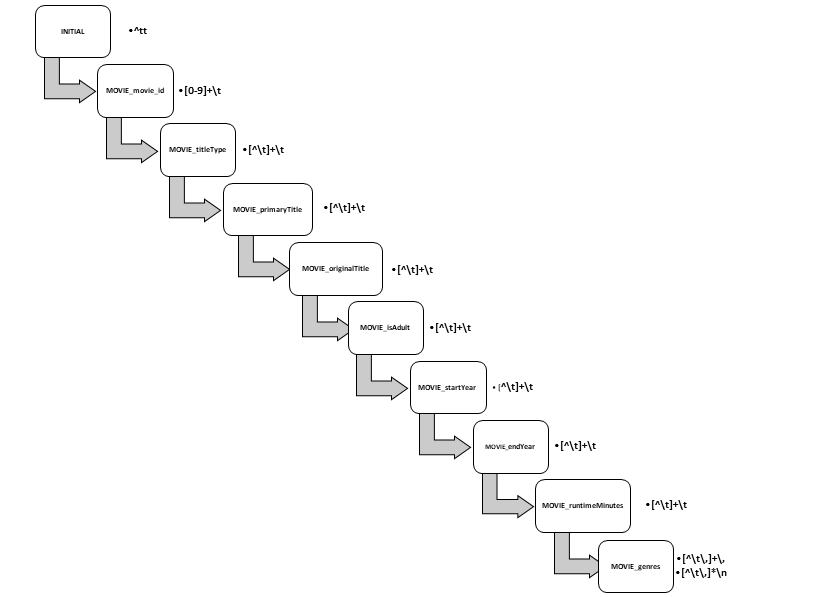 INITIAL
•^tt
MOVIE_movie_id
•[0-9]+\t
MOVIE_titleType
•[^\t]+\t
MOVIE_primaryTitle
•[^\t]+\t
MOVIE_originalTitle
•[^\t]+\t
MOVIE_isAdult
•[^\t]+\t
MOVIE_startYear
•[^\t]+\t
MOVIE_endYear
•[^\t]+\t
MOVIE_runtimeMinutes
•[^\t]+\t
MOVIE_genres
•[^\t\,]+\,
•[^\t\,]*\n